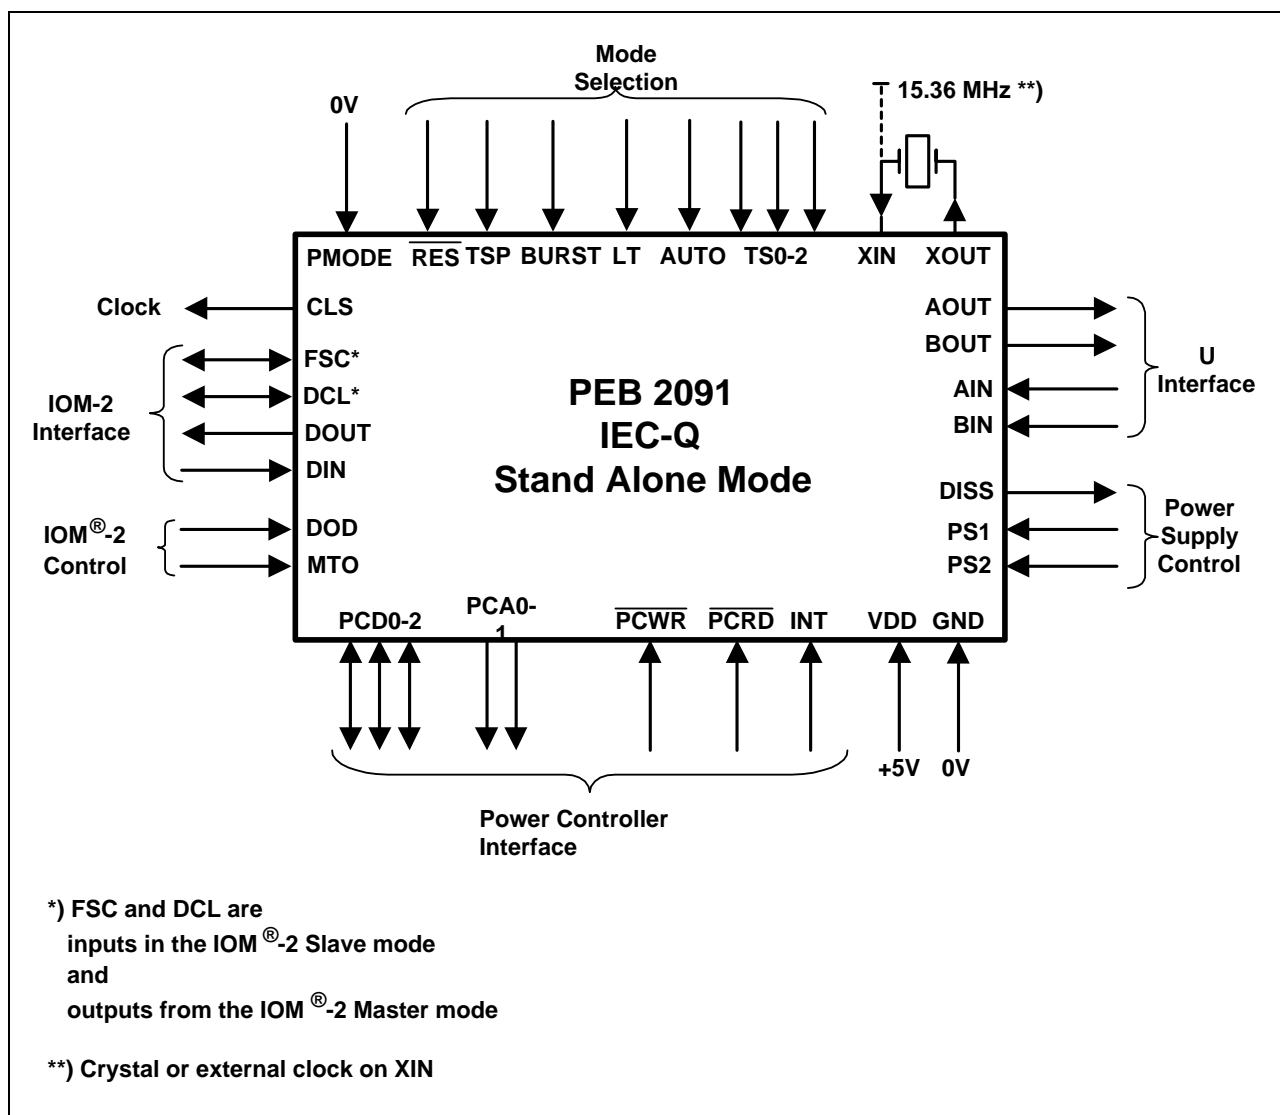 Mode
Selection
0V
15.36 MHz **)
PMODE RES TSP BURST LT AUTO TS0-2 XIN XOUT
Clock
CLS
AOUT
BOUT
AIN
BIN
U
Interface
FSC*
DCL*
DOUT
DIN
IOM-2
Interface
PEB 2091
IEC-Q
Stand Alone Mode
DISS
PS1
PS2
Power
Supply
Control
IOM®-2
Control
DOD
MTO
PCD0-2
PCA0-
1
PCWR PCRD INT VDD GND
+5V 0V
Power Controller
Interface
*) FSC and DCL are
inputs in the IOM ®-2 Slave mode
and
outputs from the IOM ®-2 Master mode
**) Crystal or external clock on XIN